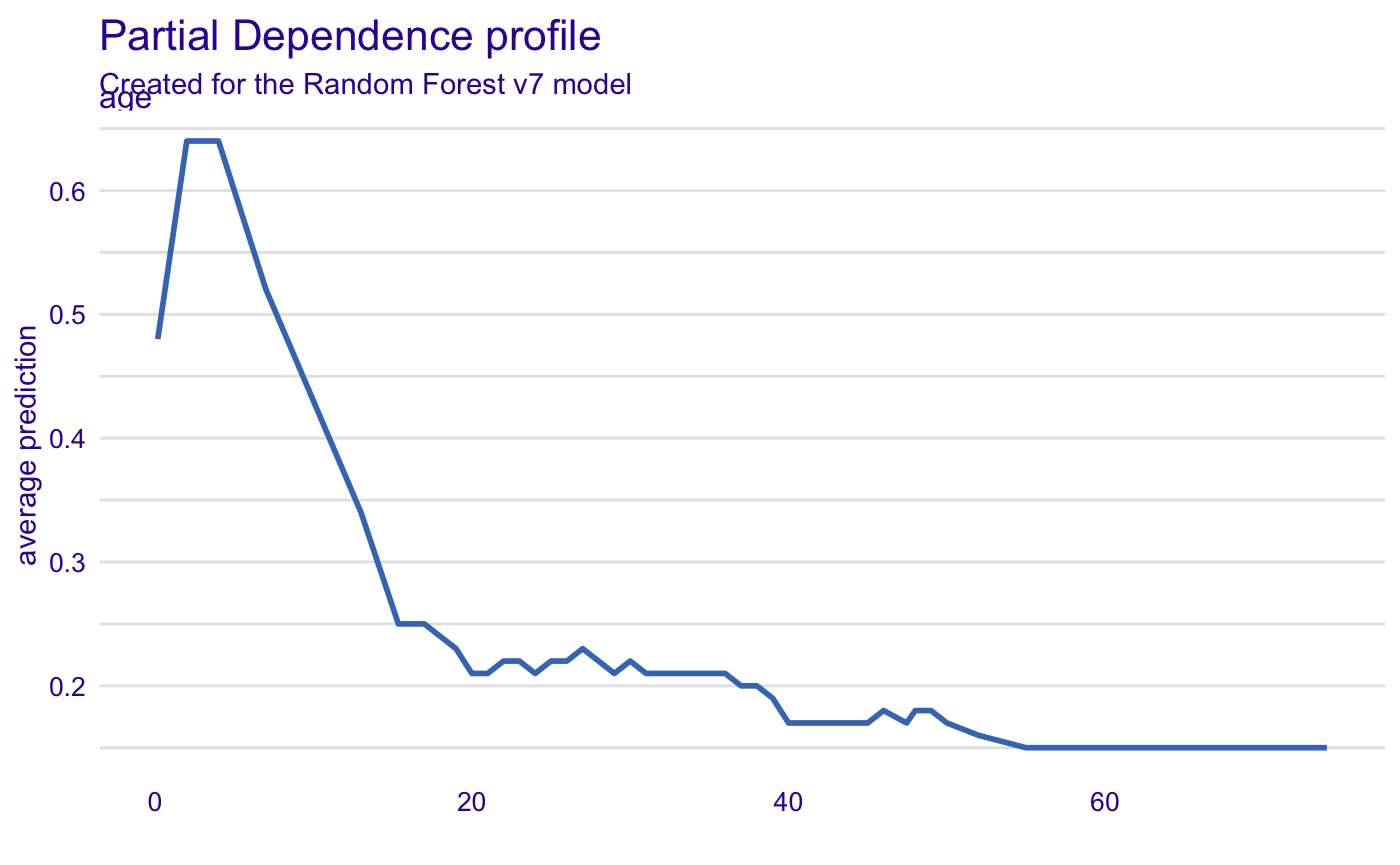 Partial Dependence profile
Created for the Random Forest v7 model
age
average prediction
0.6
0.5
0.4
0.3
0.2
0 20 40 60